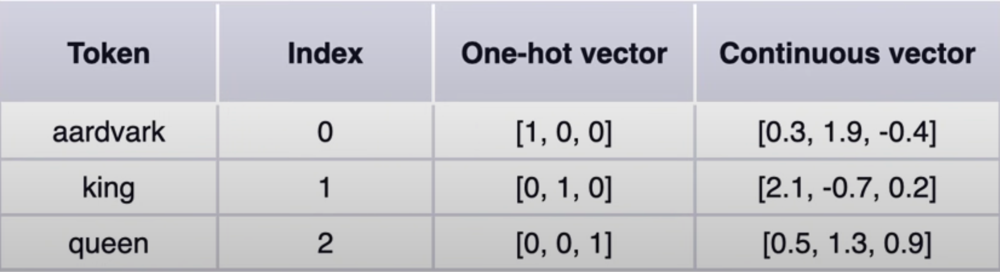 Token Index One-hot vector Continuous vector
aardvark 0 [1, 0, 0] [0.3, 1.9, -0.4]
king 1 [0, 1, 0] [2.1, -0.7, 0.2]
queen 2 [0, 0, 1] [0.5, 1.3, 0.9]